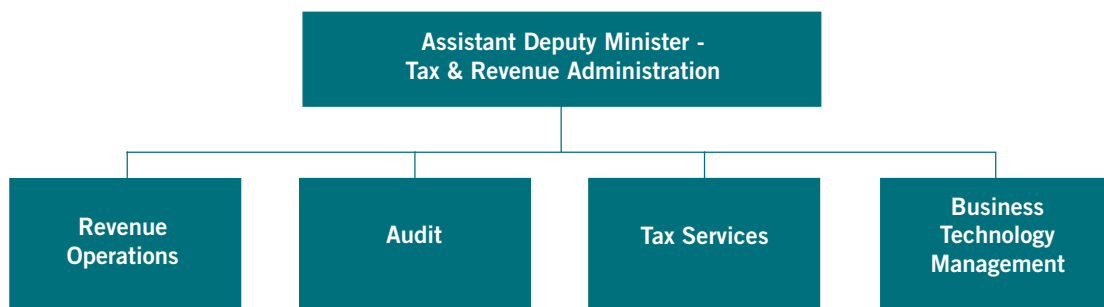 Assistant Deputy Minister -
Tax & Revenue Administration
Revenue
Operations
Audit
Tax Services
Business
Technology
Management